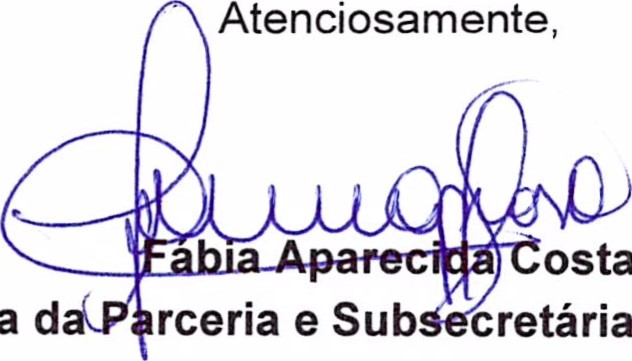 Atenciosamente,
Fábia Aparecida Costa
a da Parceria e Subsecretária